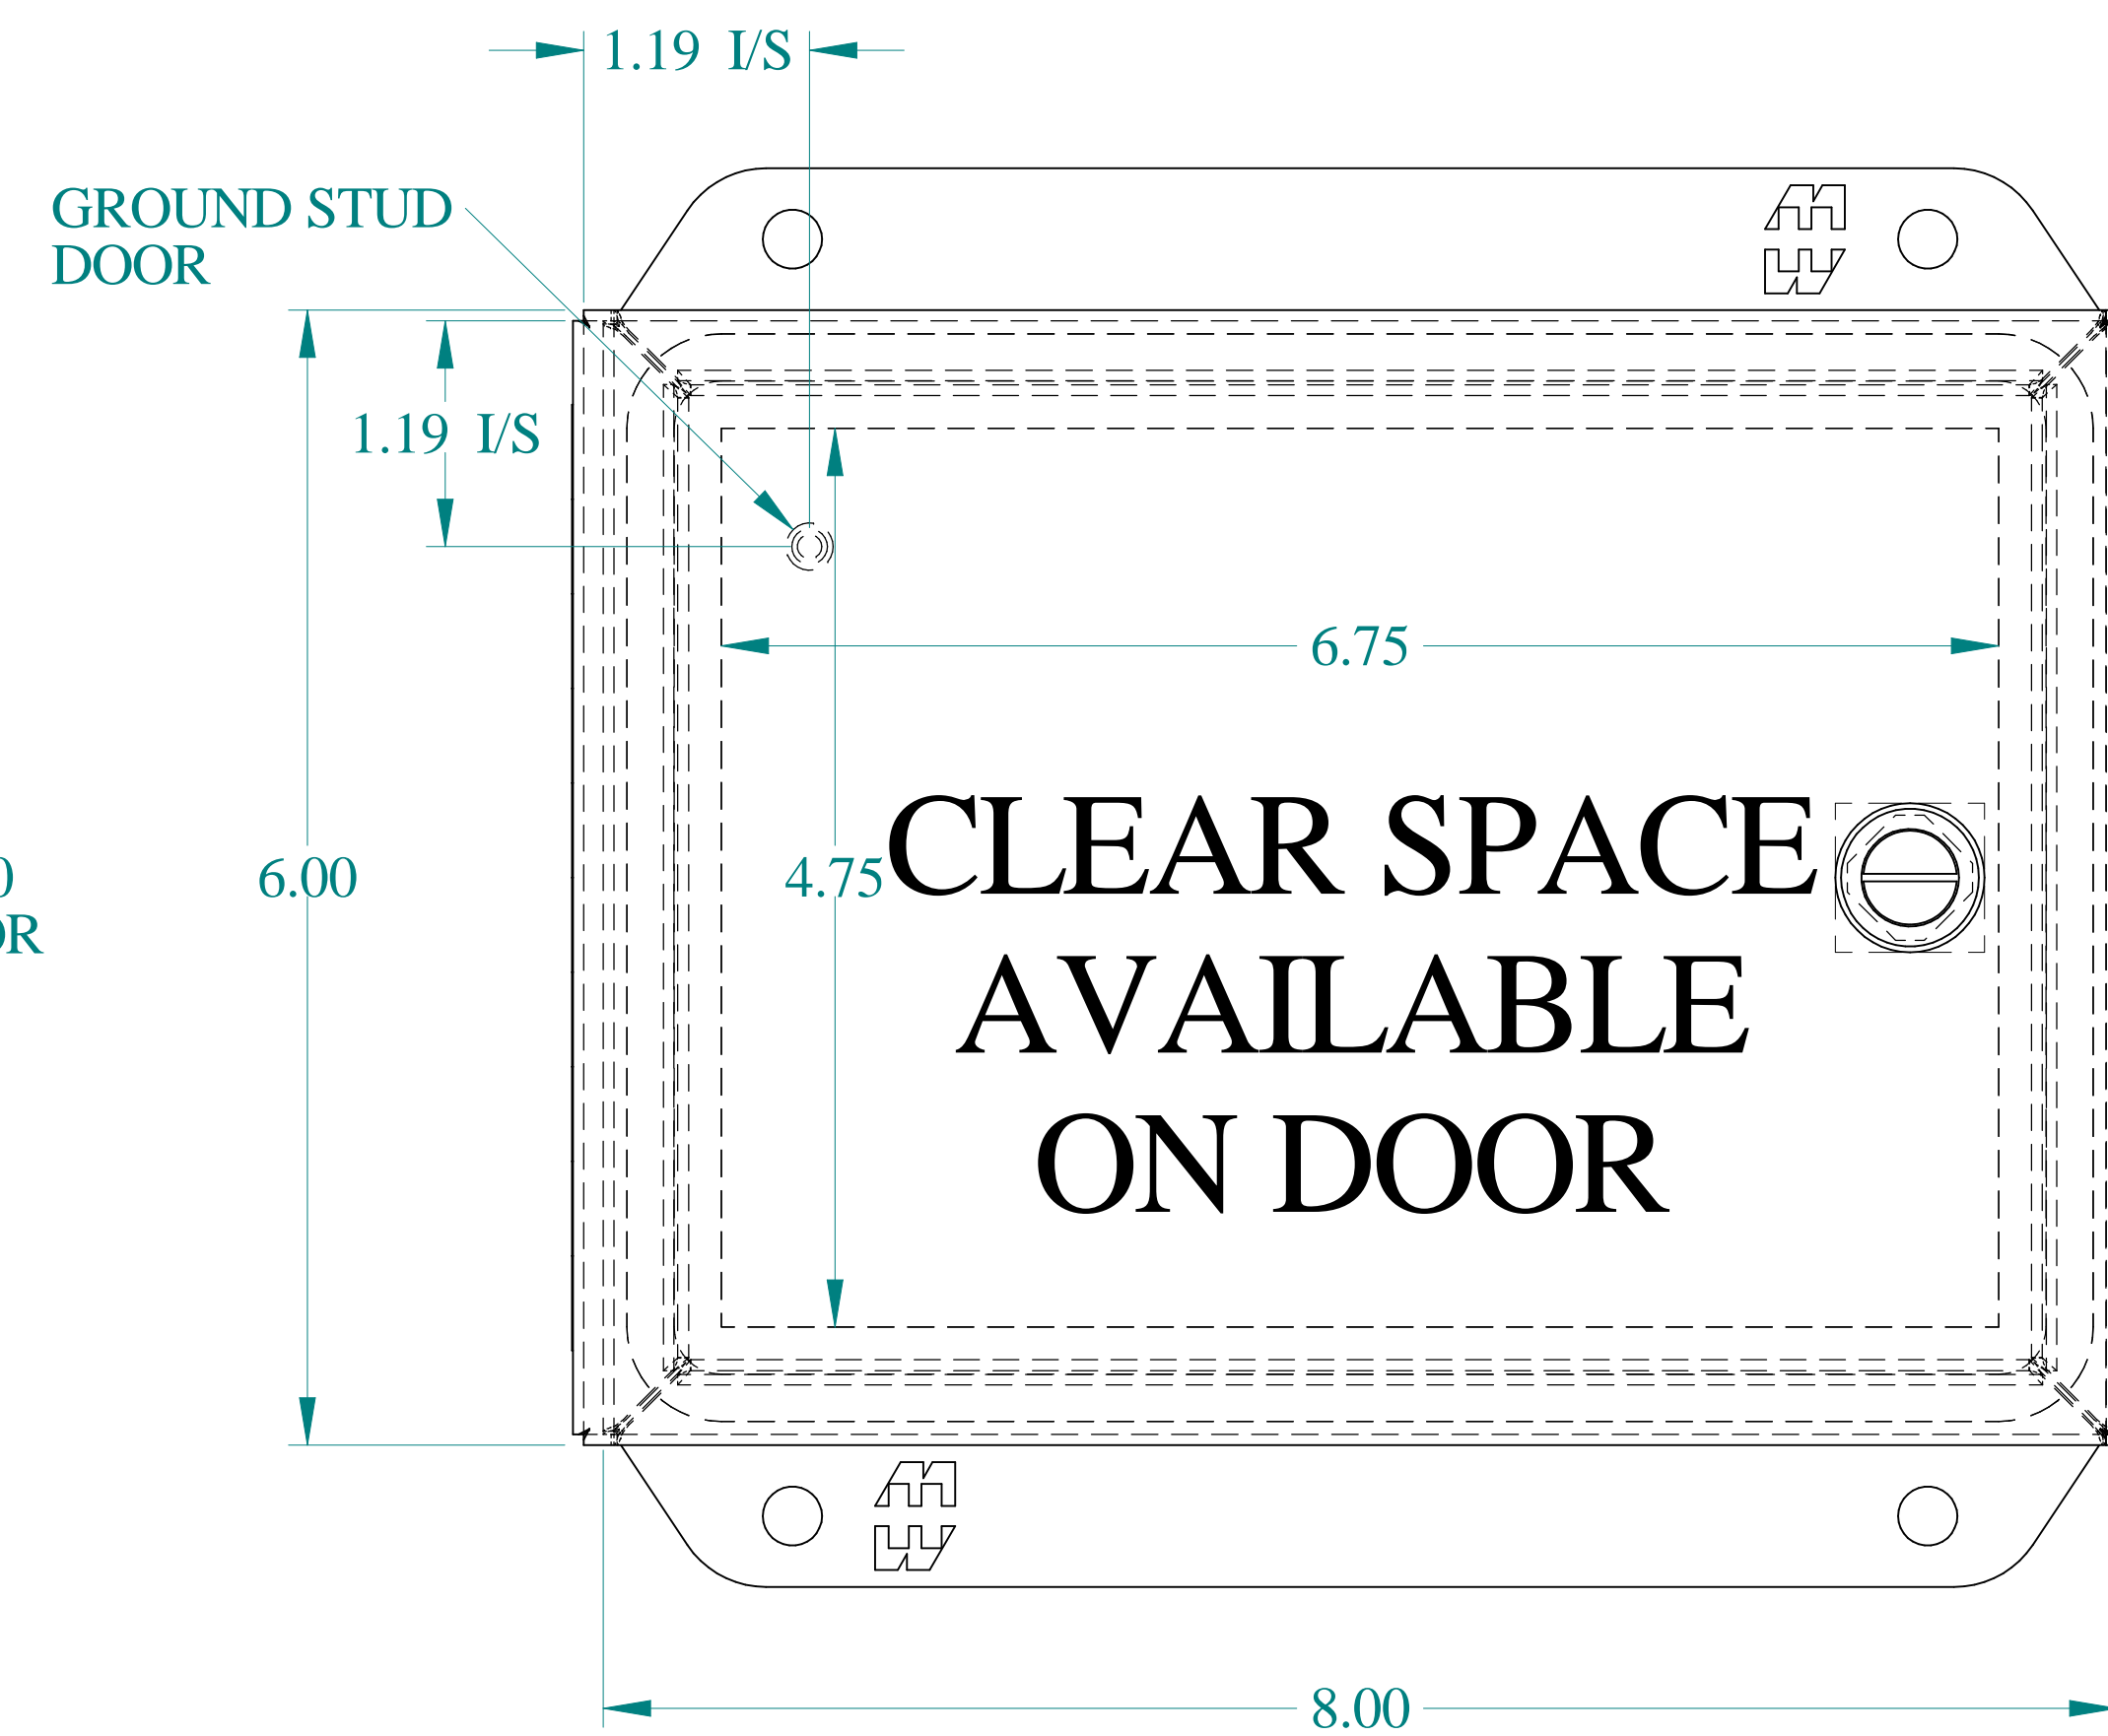 1.19 I/S
GROUND STUD
DOOR
1.19 I/S
6.75
6.00
4.75
CLEAR SPACE
AVAILABLE
ON DOOR
8.00